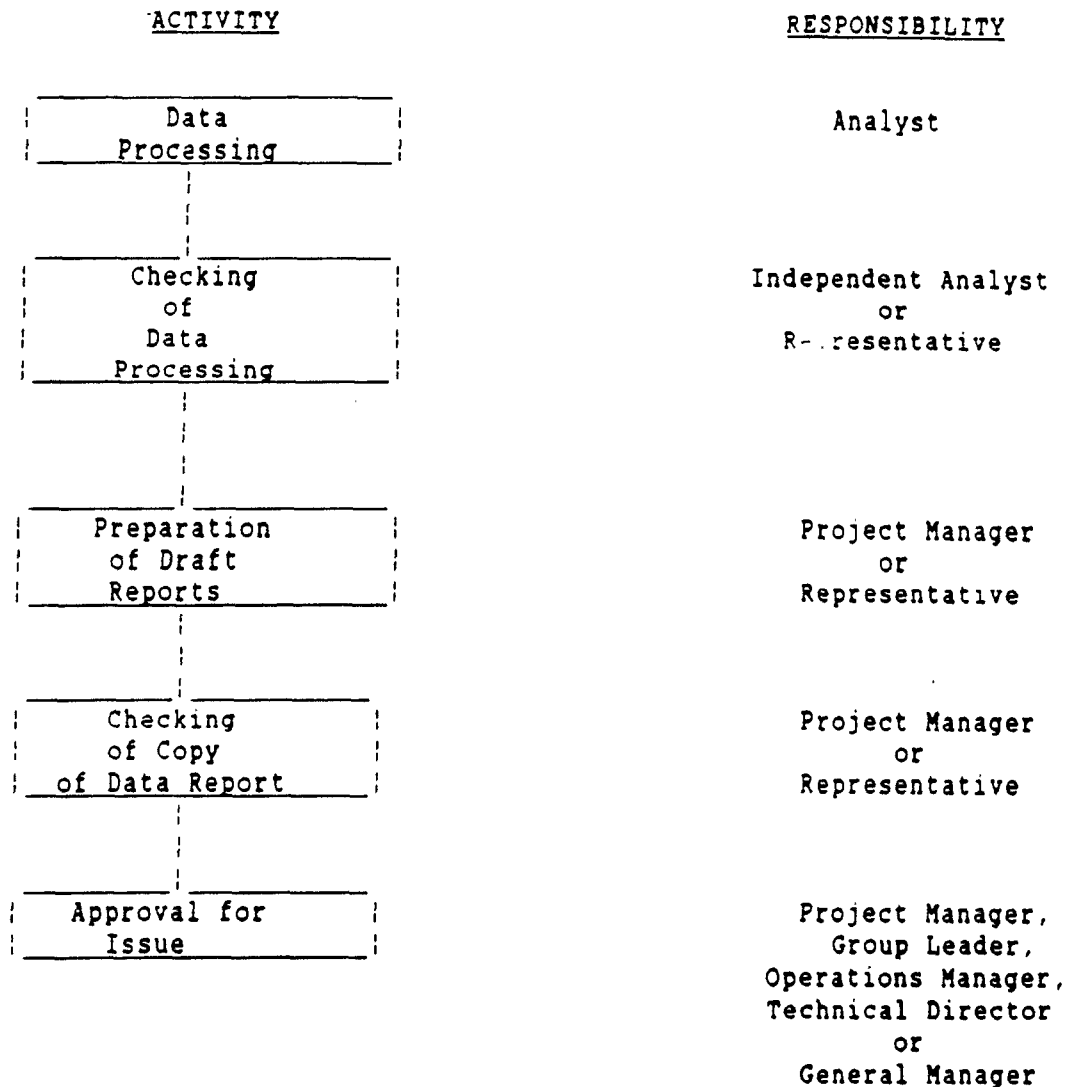 ACTIVITY
RESPONSIBILITY
Data
Processing
Analyst
Checking
of
Data
Processing
Independent Analyst
or
Preparation
of Draft
Reports
Project Manager
or
Representative
Checking
of Copy
of Data Report
Project Manager
or
Representative
Approval for
Issue
Project Manager,
Group Leader,
Operations Manager,
Technical Director
or
General Manager